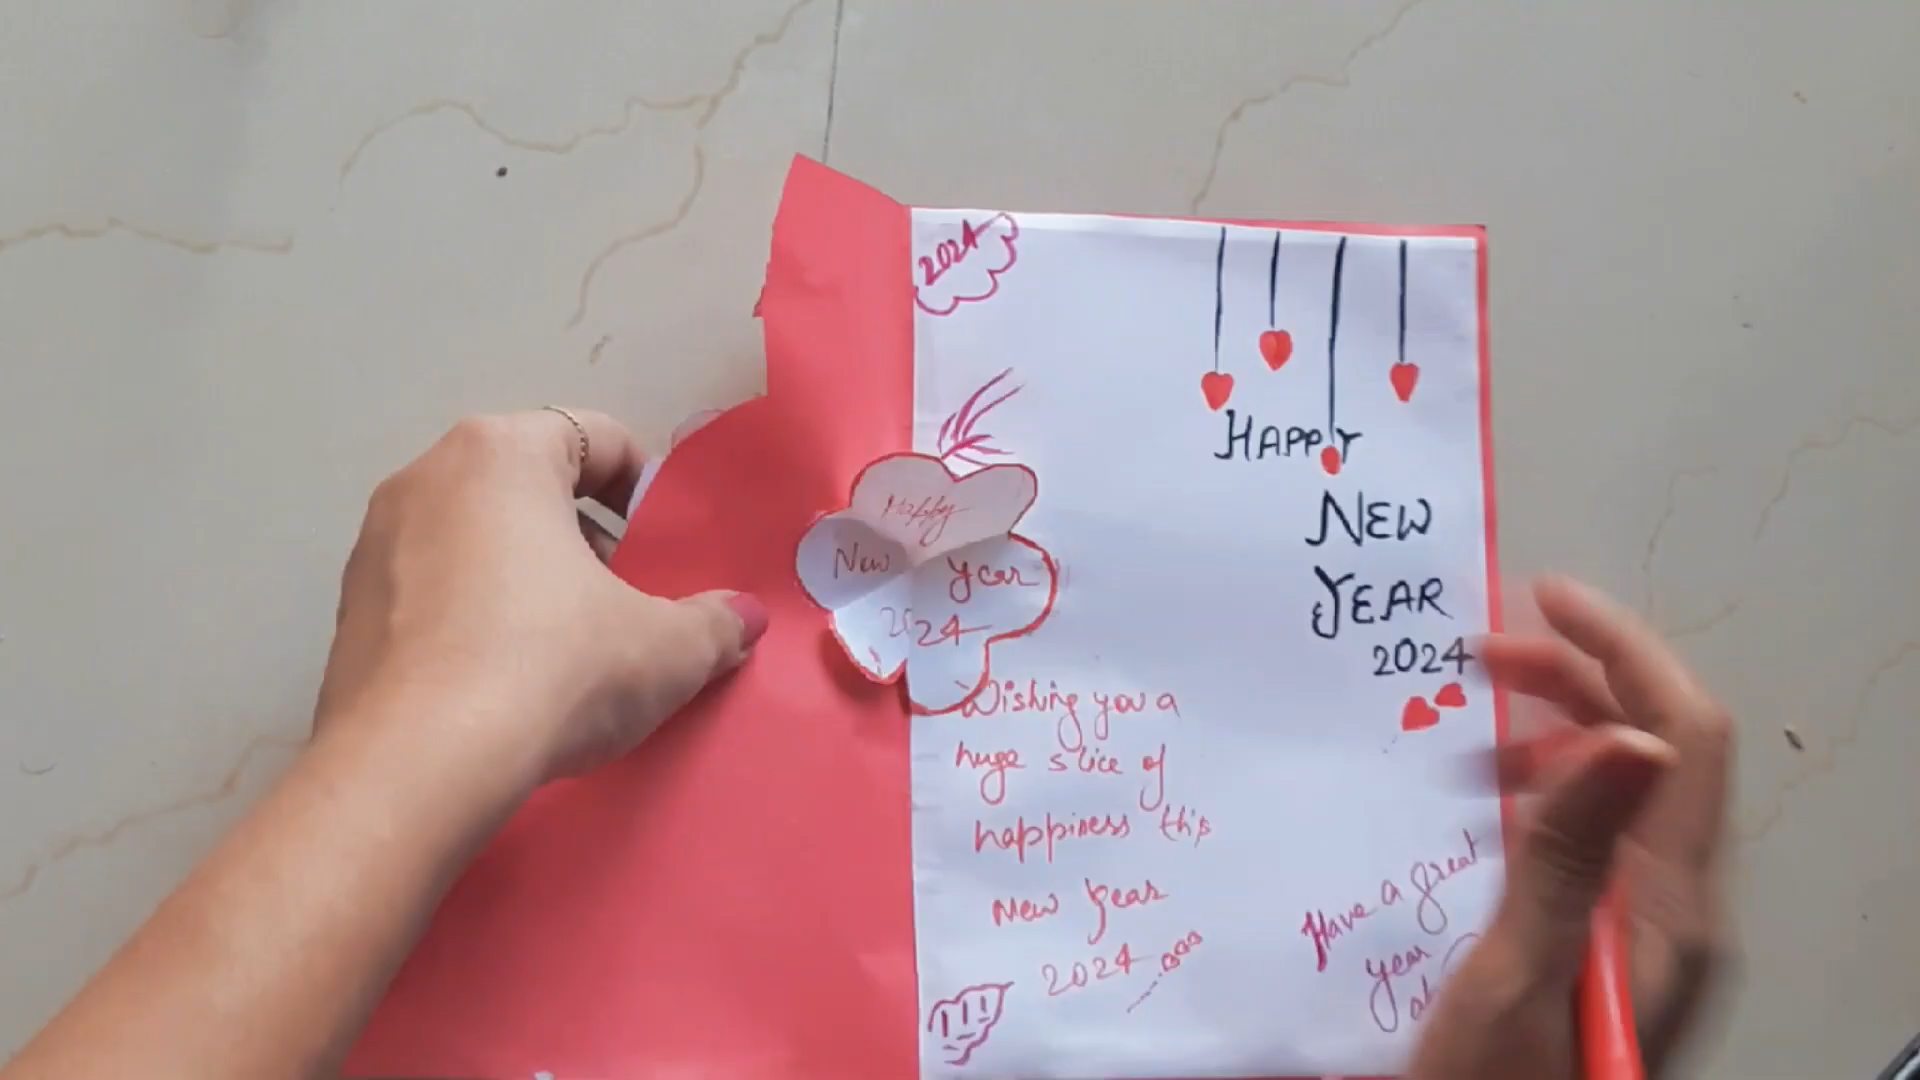 2024
HAPPY
NEW
YEAR
2024
Happy
New Year
2024
Wishing you a
huge slice of
happiness this
New Year
2024
Have a great
year